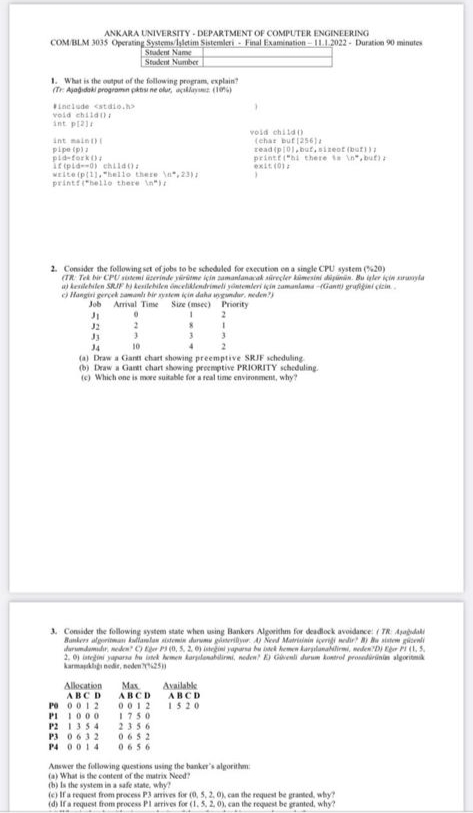 ANKARA UNIVERSITY - DEPARTMENT OF COMPUTER ENGINEERING
COM/BLM 3035 Operating Systems/İşletim Sistemleri - Final Examination – 11.1.2022 - Duration 90 minutes
Student Name
Student Number
1. What is the output of the following program, explain?
(Tr: Aşağıdaki programın çıktısı ne olur, açıklayınız (10%)
#include <stdio.h>
void child();
int p[2];
int main(){
pipe(p);
pid=fork();
if(pid==0) child();
write(p[1],"hello there \n",23);
printf("hello there \n");
}
void child()
{char buf[256];
read(p[0],buf,sizeof(buf));
printf("hi there %s \n",buf);
exit(0);
}
2. Consider the following set of jobs to be scheduled for execution on a single CPU system (%20)
(TR: Tek bir CPU sistemi üzerinde yürütme için zamanlanacak süreçler kümesini düşünün. Bu işler için sırasıyla
a) kesilebilen SRJF b) kesilebilen önceliklendrimeli yöntemleri için zamanlama –(Gantt) grafiğini çizin. .
c) Hangisi gerçek zamanlı bir system için daha uygundur, neden?)
Job Arrival Time Size (msec) Priority
J1 0 1 2
J2 2 8 1
J3 3 3 3
J4 10 4 2
(a) Draw a Gantt chart showing preemptive SRJF scheduling.
(b) Draw a Gantt chart showing preemptive PRIORITY scheduling.
(c) Which one is more suitable for a real time environment, why?
3. Consider the following system state when using Bankers Algorithm for deadlock avoidance: ( TR: Aşağıdaki
Bankers algoritması kullanılan sistemin durumu gösteriliyor. A) Need Matrisinin içeriği nedir? B) Bu sistem güvenli
durumdamıdır, neden? C) Eğer P3 (0, 5, 2, 0) isteğini yaparsa bu istek hemen karşılanabilirmi, neden?D) Eğer P1 (1, 5,
2, 0) isteğini yaparsa bu istek hemen karşılanabilirmi, neden? E) Güvenli durum kontrol prosedürünün algoritmik
karmaşıklığı nedir, neden?(%25))
Allocation Max Available
A B C D A B C D A B C D
P0 0 0 1 2 0 0 1 2 1 5 2 0
P1 1 0 0 0 1 7 5 0
P2 1 3 5 4 2 3 5 6
P3 0 6 3 2 0 6 5 2
P4 0 0 1 4 0 6 5 6
Answer the following questions using the banker's algorithm:
(a) What is the content of the matrix Need?
(b) Is the system in a safe state, why?
(c) If a request from process P3 arrives for (0, 5, 2, 0), can the request be granted, why?
(d) If a request from process P1 arrives for (1, 5, 2, 0), can the request be granted, why?